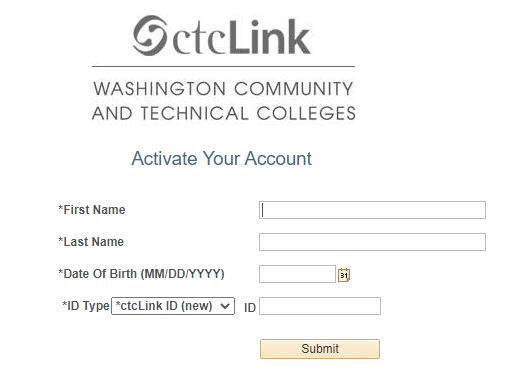 ctcLink
WASHINGTON COMMUNITY
AND TECHNICAL COLLEGES
Activate Your Account
*First Name
*Last Name
*Date Of Birth (MM/DD/YYYY)
31
*ID Type *ctcLink ID (new) ID
Submit